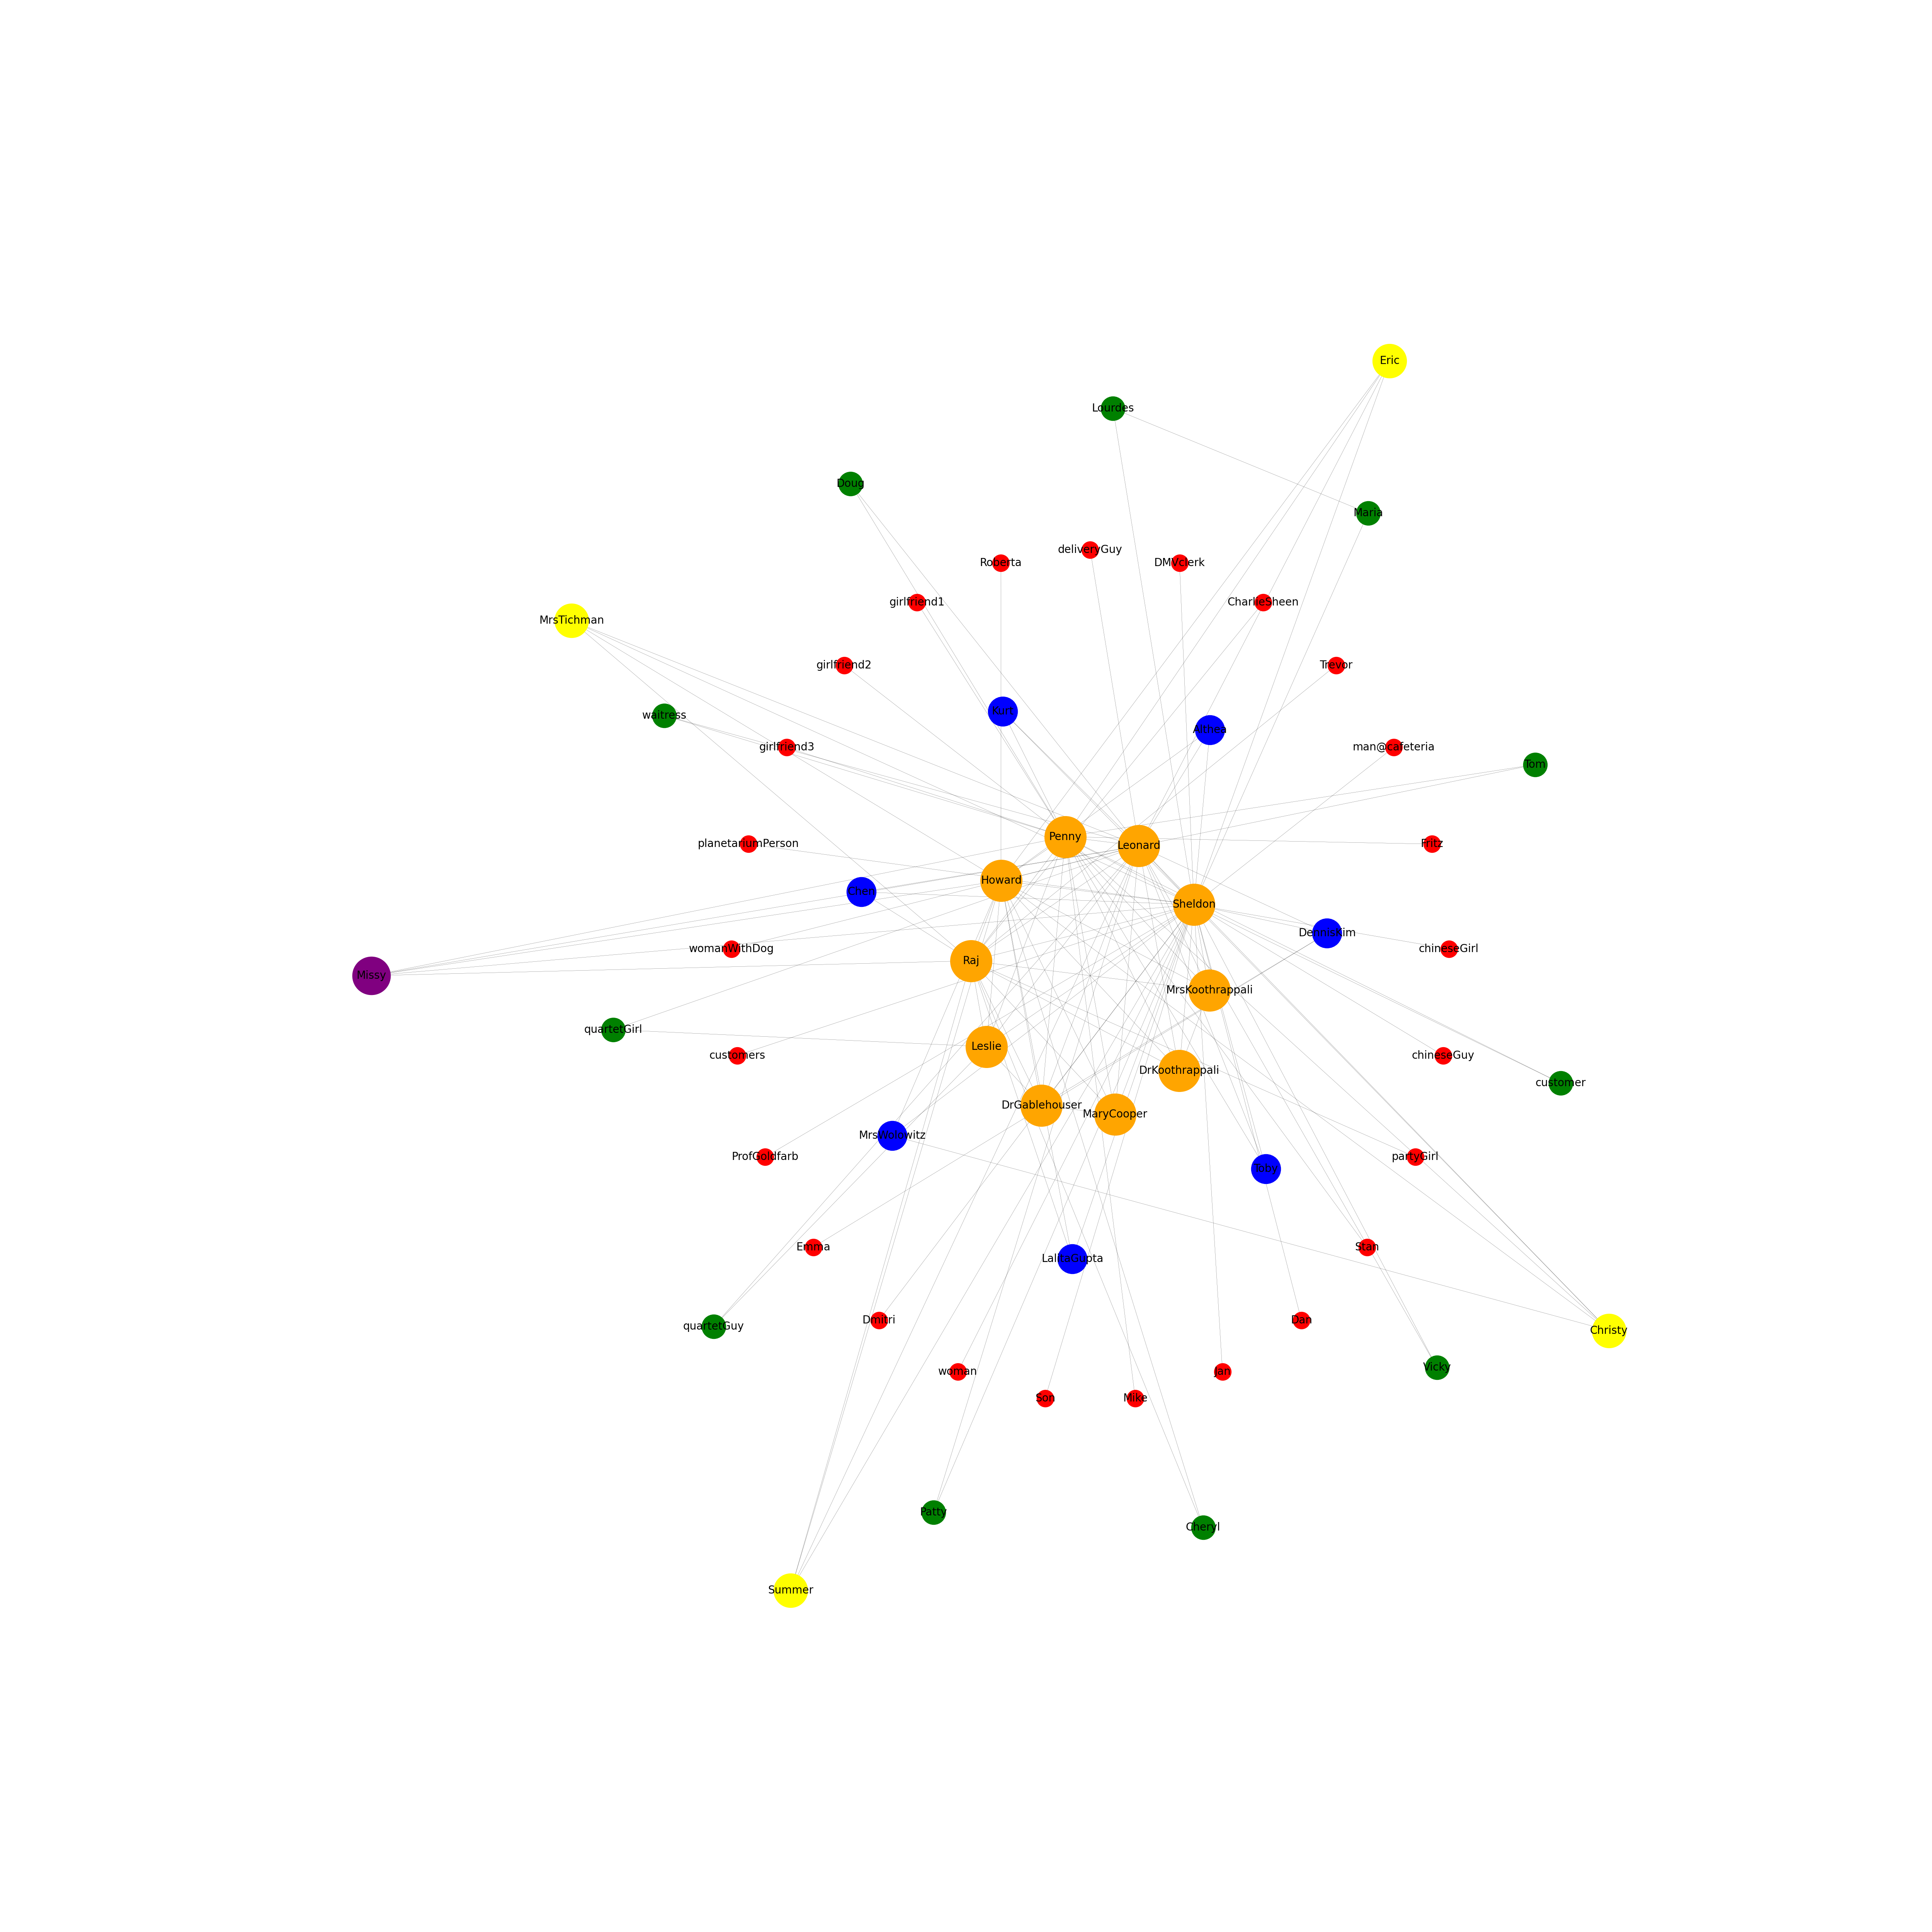 Eric
Lourdes
Doug
Maria
deliveryGuy
Roberta
DMVclerk
girlfriend1
CharlieSheen
MrsTichman
girlfriend2
Trevor
Kurt
waitress
Althea
girlfriend3
man@cafeteria
Tom
Penny
Leonard
planetariumPerson
Fritz
Howard
Chen
Sheldon
DennisKim
womanWithDog
chineseGirl
Raj
Missy
MrsKoothrappali
quartetGirl
Leslie
customers
chineseGuy
DrKoothrappali
customer
DrGablehouser
MaryCooper
MrsWolowitz
ProfGoldfarb
partyGirl
Toby
Emma
Stan
LalitaGupta
Dmitri
Dan
quartetGuy
Christy
Vicky
woman
Jan
Son
Mike
Patty
Cheryl
Summer